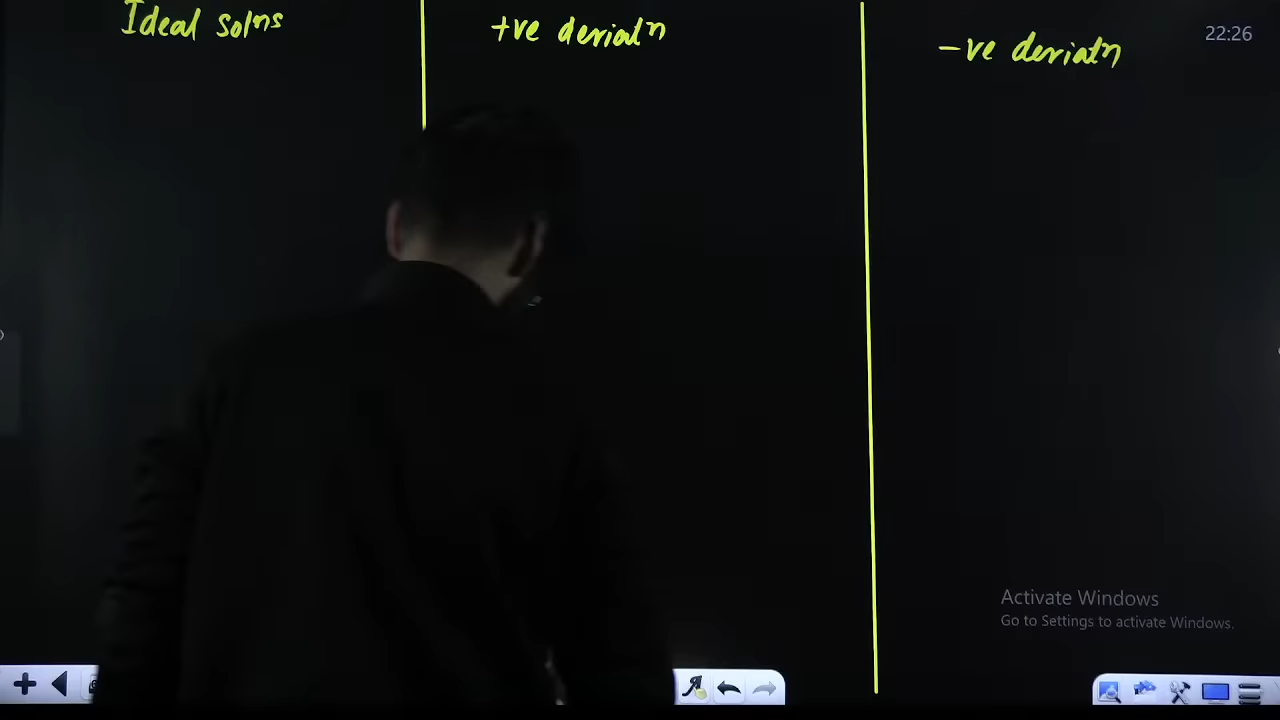 Ideal solns
+ve deviatn
-ve deviatn
22:26
Activate Windows
Go to Settings to activate Windows.